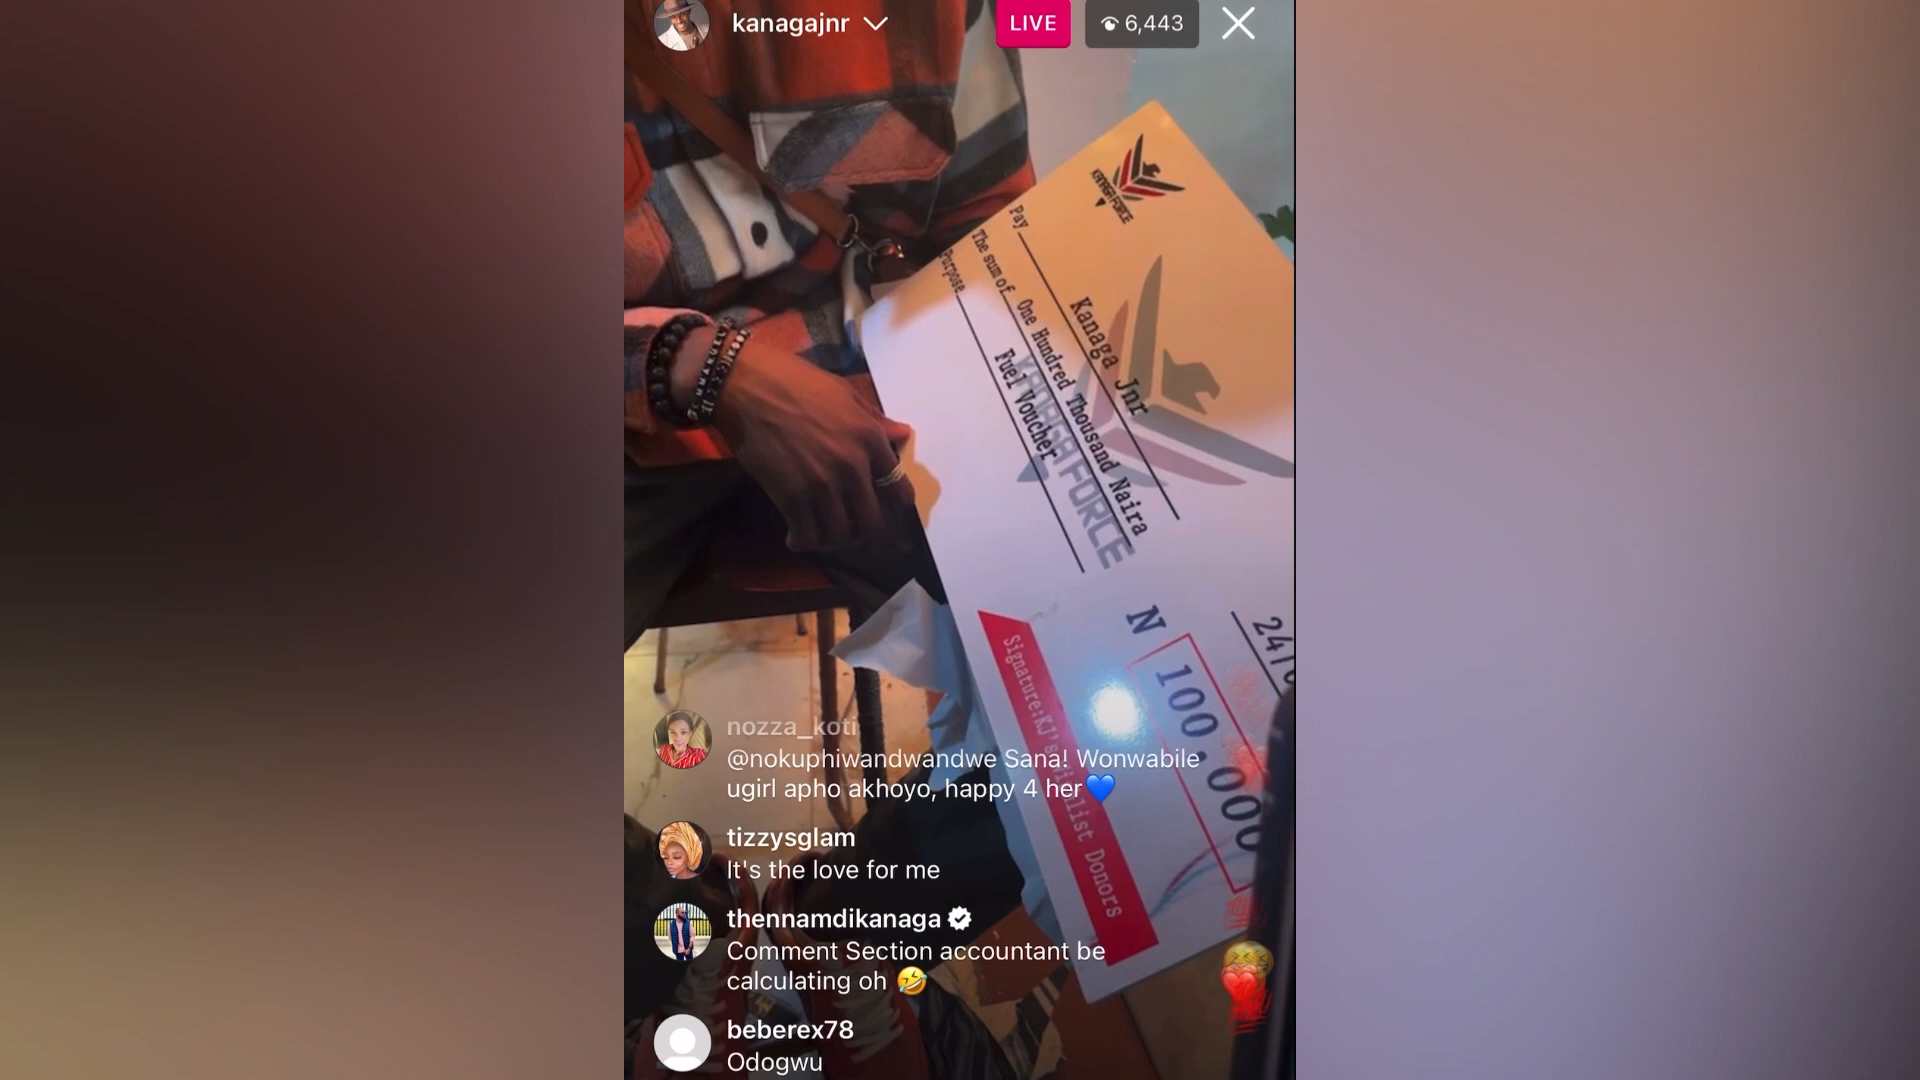 kanagajnr
LIVE
6,443
KANAGA FORCE
Pay
Kanaga Jnr
The sum of
One Hundred Thousand Naira
Purpose
Fuel Voucher
KANAGA FORCE
24/
N
100,000
Signature:KJ's Wishlist Donors
nozza_koti
@nokuphiwandwandwe Sana! Wonwabile
ugirl apho akhoyo, happy 4 her💙
tizzysglam
It's the love for me
thennamdikanaga
Comment Section accountant be
calculating oh 🤣
beberex78
Odogwu